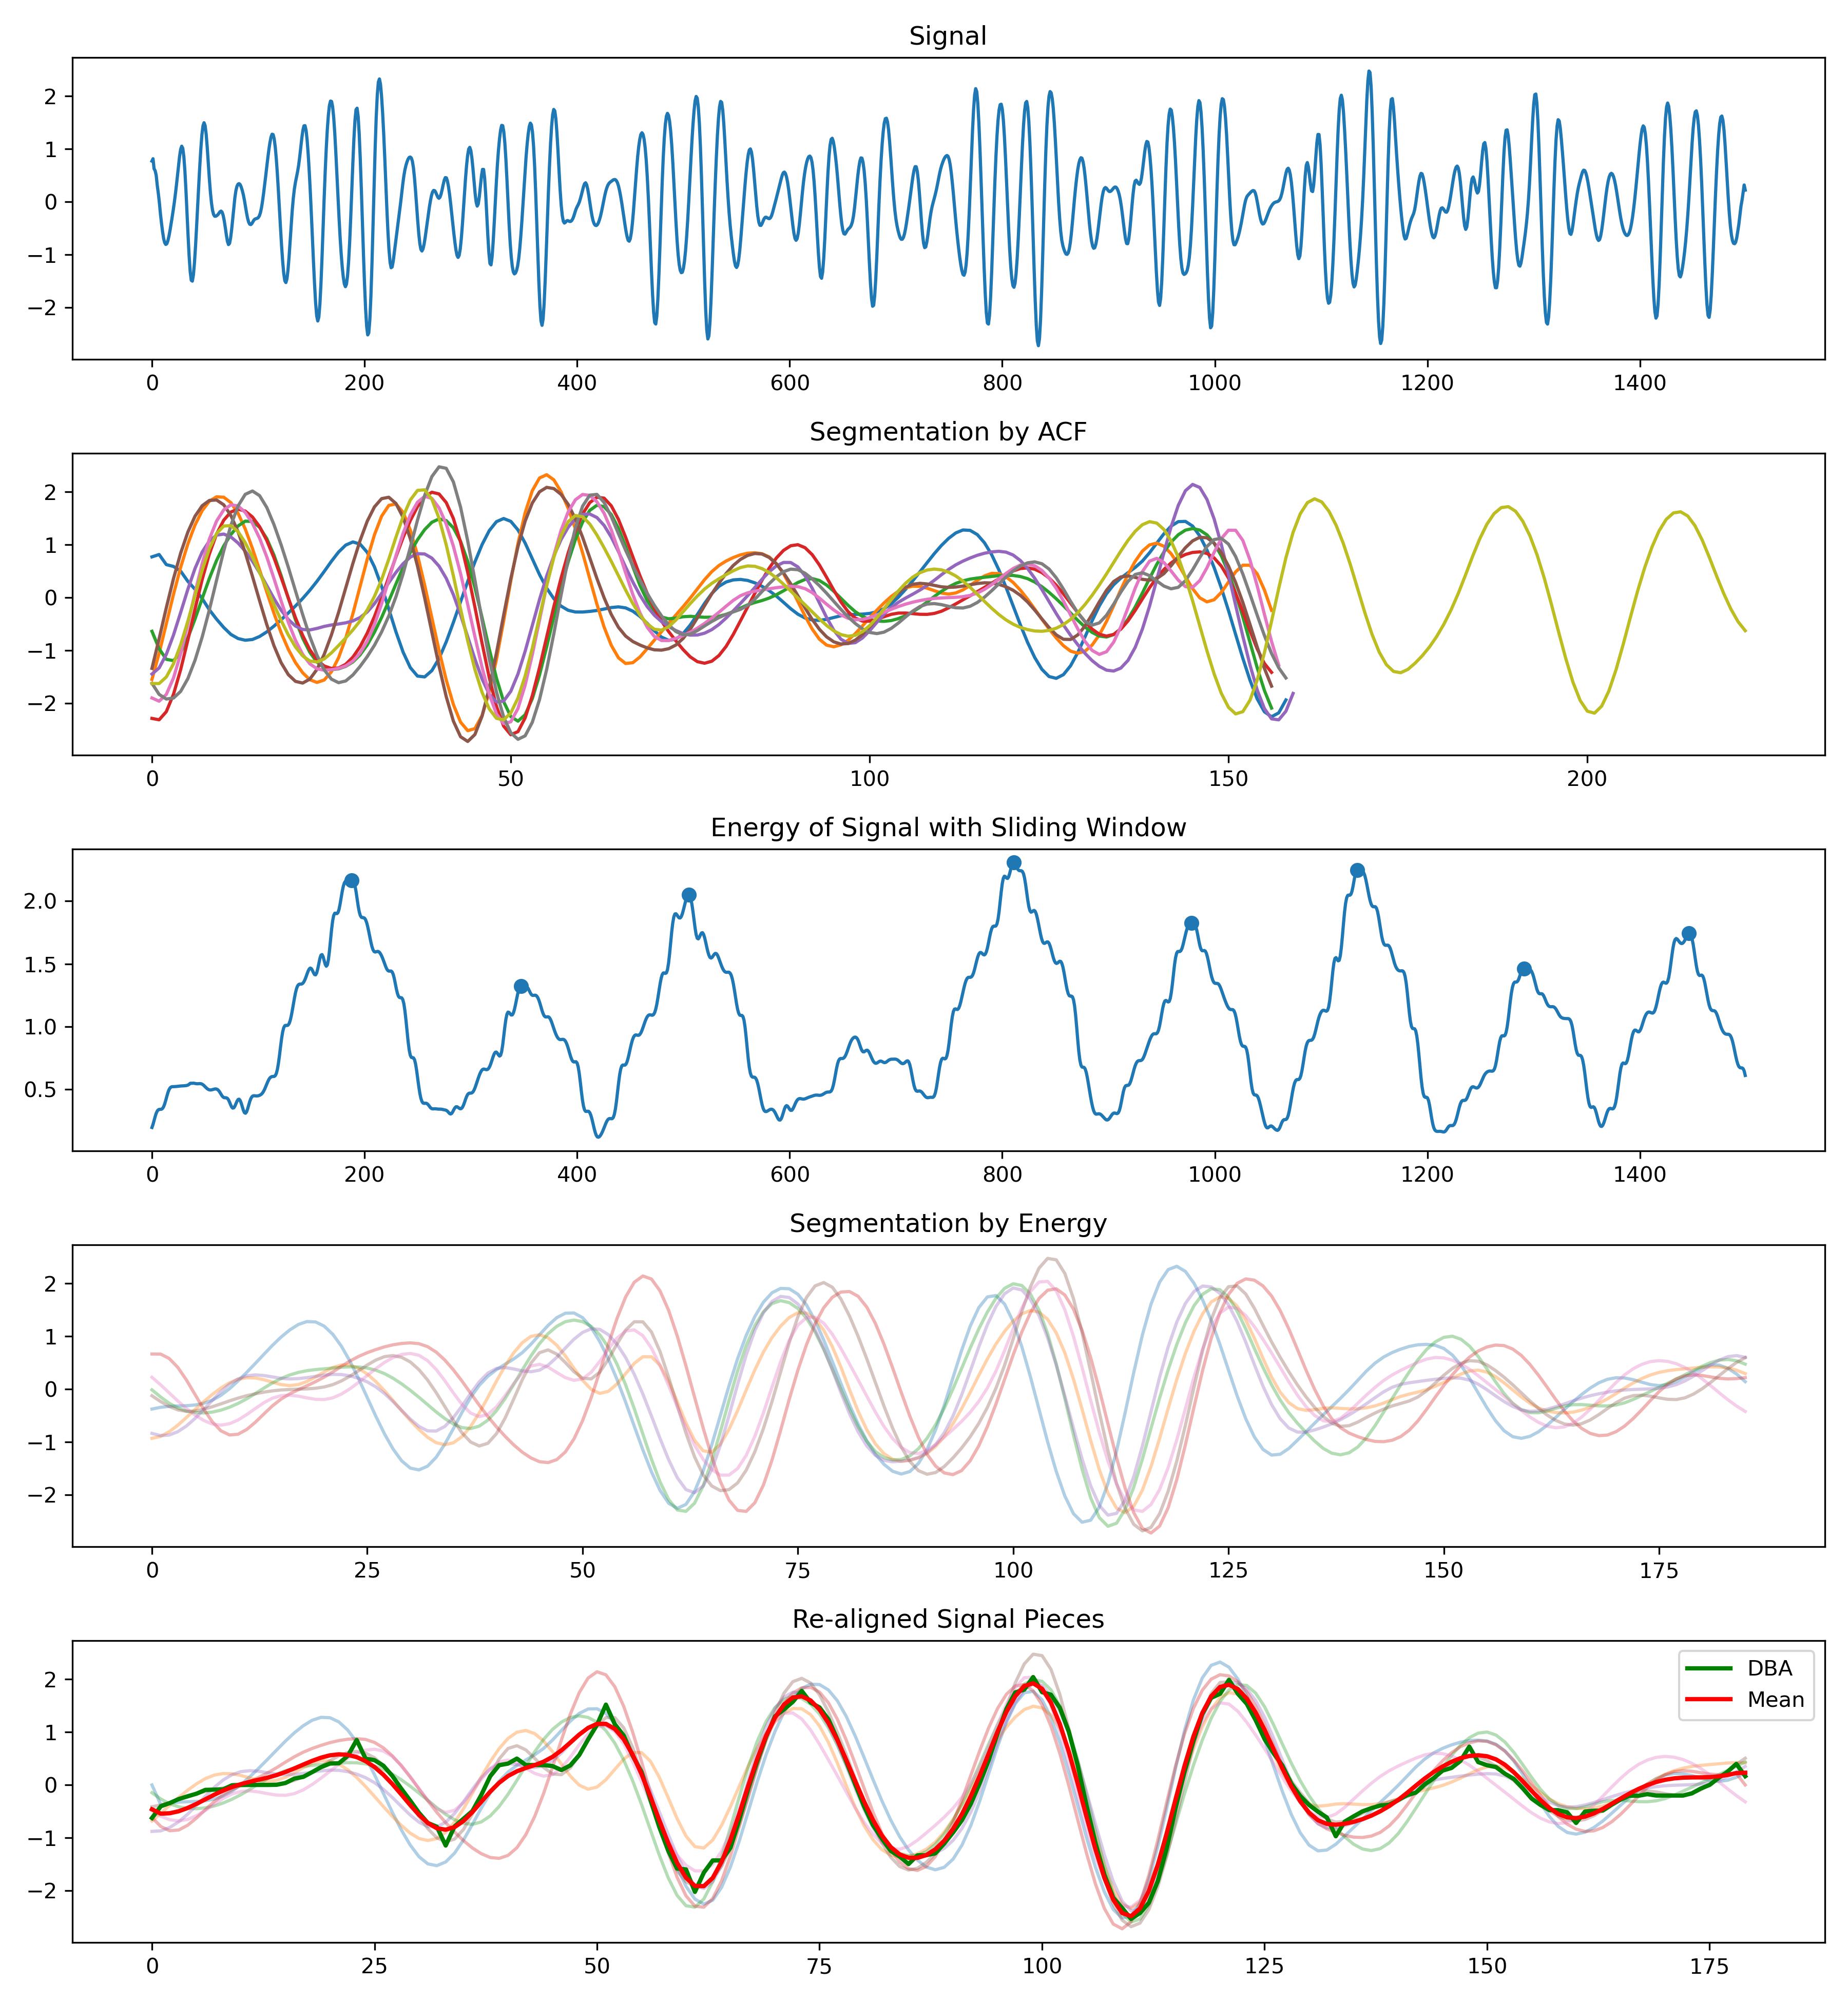 Signal
2
1
0
−1
−2
0 200 400 600 800 1000 1200 1400
Segmentation by ACF
2
1
0
−1
−2
0 50 100 150 200
Energy of Signal with Sliding Window
2.0
1.5
1.0
0.5
0 200 400 600 800 1000 1200 1400
Segmentation by Energy
2
1
0
−1
−2
0 25 50 75 100 125 150 175
Re-aligned Signal Pieces
DBA
Mean
2
1
0
−1
−2
0 25 50 75 100 125 150 175